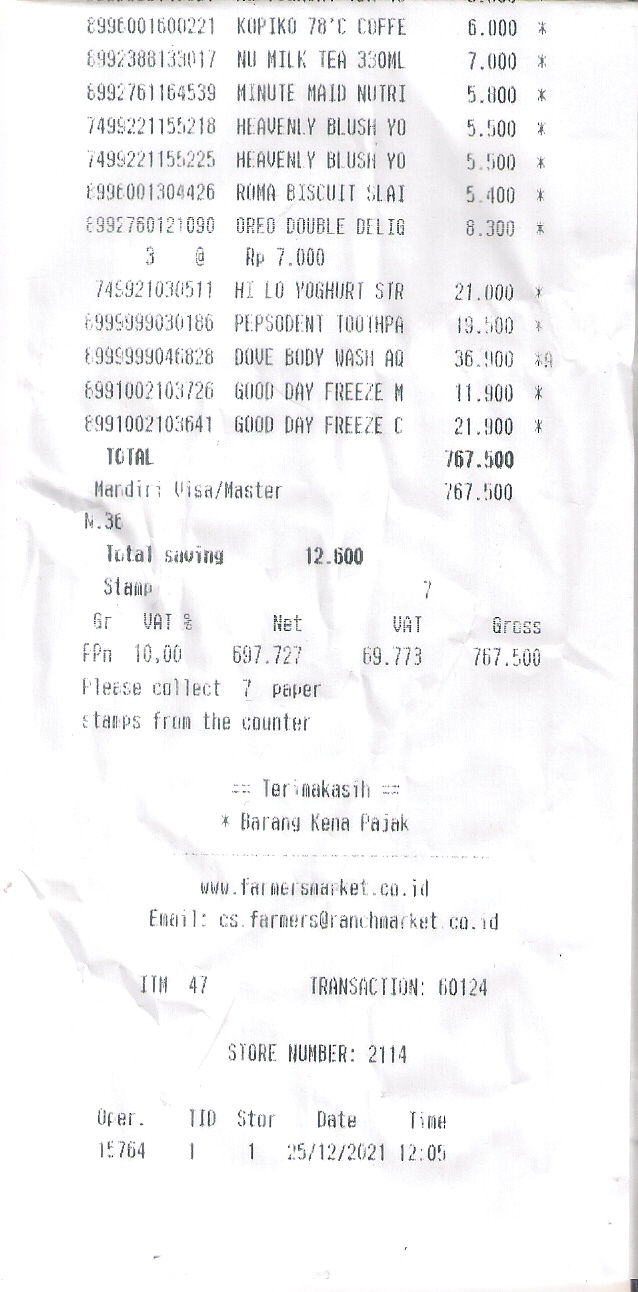 8996001600221 KOPIKO 78'C COFFE 6.000 *
8992388133017 NU MILK TEA 330ML 7.000 *
8992761164539 MINUTE MAID NUTRI 5.800 *
7499221155218 HEAVENLY BLUSH YO 5.500 *
7499221155225 HEAVENLY BLUSH YO 5.500 *
8996001304426 ROMA BISCUIT SLAI 5.400 *
8992760121090 OREO DOUBLE DELIG 8.300 *
3 @ Rp 7.000
749921030511 HI LO YOGHURT STR 21.000 *
8999999030186 PEPSODENT TOOTHPA 19.500 *
8999999046828 DOVE BODY WASH AQ 36.900 *A
8991002103726 GOOD DAY FREEZE M 11.900 *
8991002103641 GOOD DAY FREEZE C 21.900 *
TOTAL 767.500
Mandiri Visa/Master 767.500
N.36
Total saving 12.600
Stamp 7
Gr VAT % Net VAT Gross
PPn 10,00 697.727 69.773 767.500
Please collect 7 paper
stamps from the counter
== Terimakasih ==
* Barang Kena Pajak
www.farmersmarket.co.id
Email: cs.farmers@ranchmarket.co.id
ITM 47 TRANSACTION: 60124
STORE NUMBER: 2114
Oper. TID Stor Date Time
15764 1 1 25/12/2021 12:05